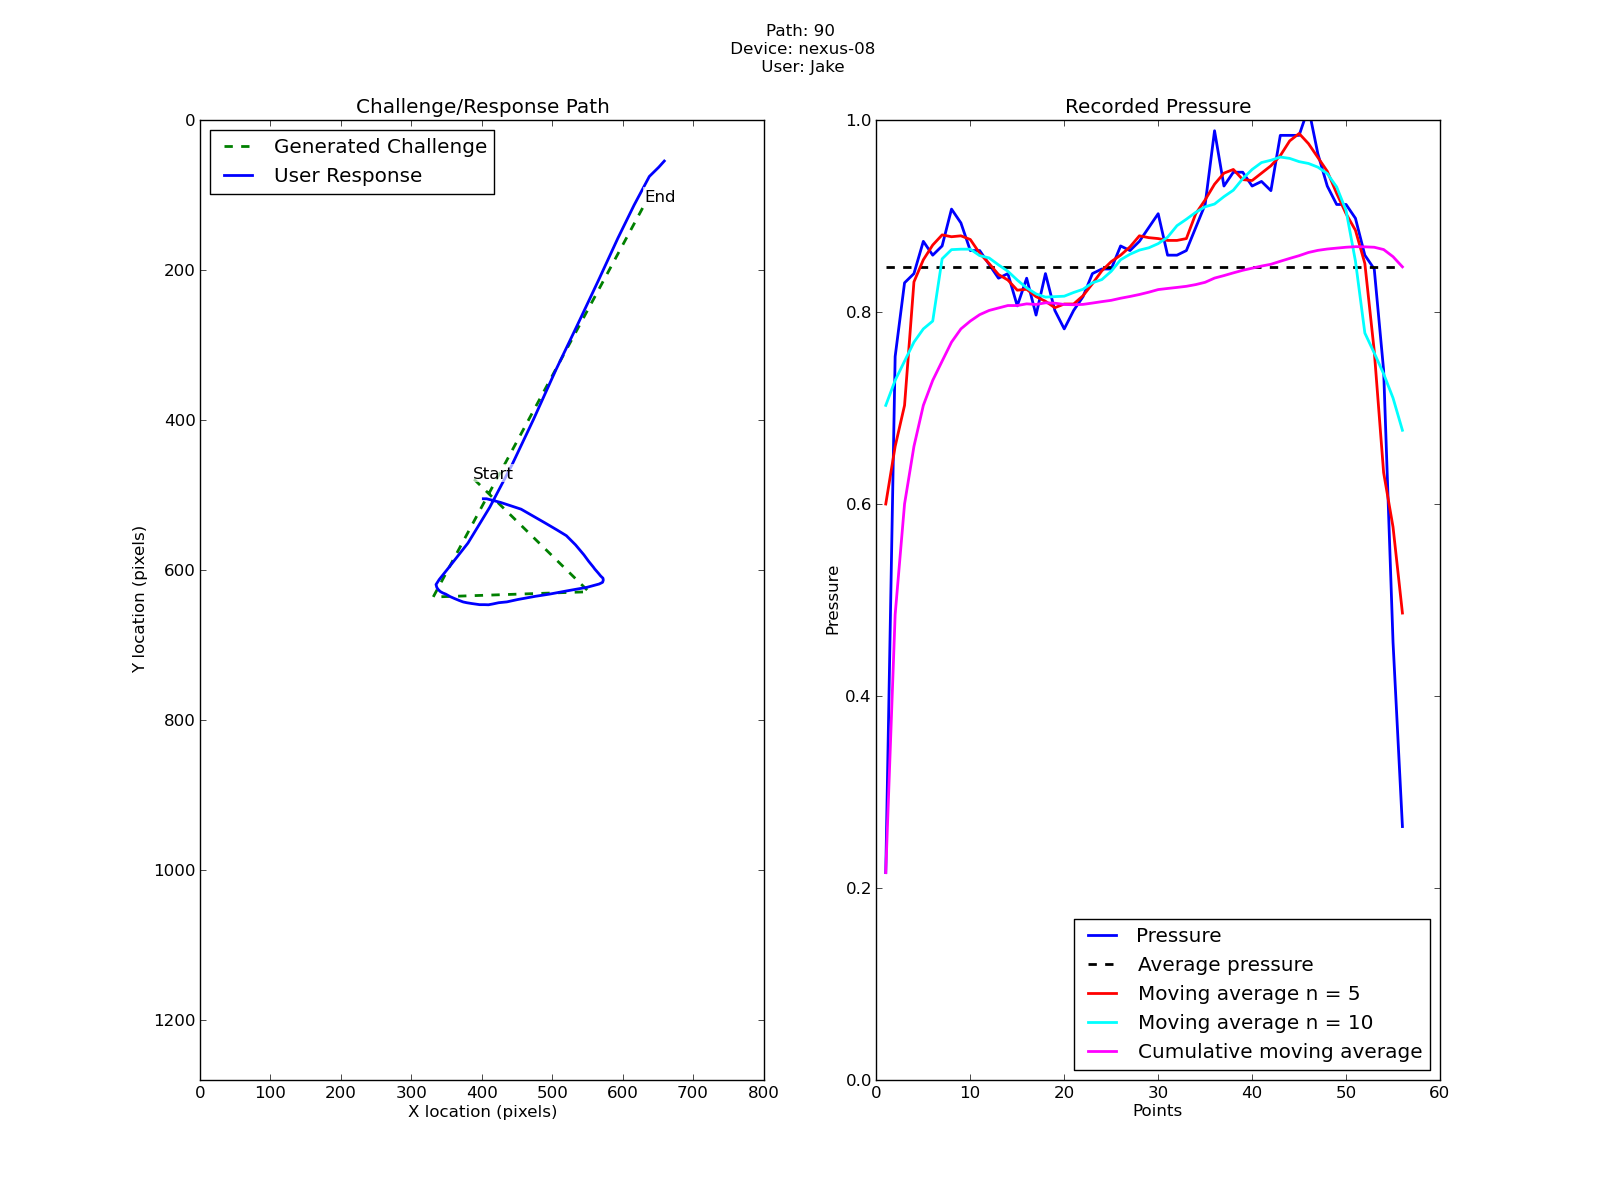 Path: 90
Device: nexus-08
User: Jake
Challenge/Response Path
Generated Challenge
User Response
End
Start
0
200
400
600
800
1000
1200
Y location (pixels)
0 100 200 300 400 500 600 700 800
X location (pixels)
Recorded Pressure
1.0
0.8
0.6
0.4
0.2
0.0
Pressure
Pressure
Average pressure
Moving average n = 5
Moving average n = 10
Cumulative moving average
0 10 20 30 40 50 60
Points